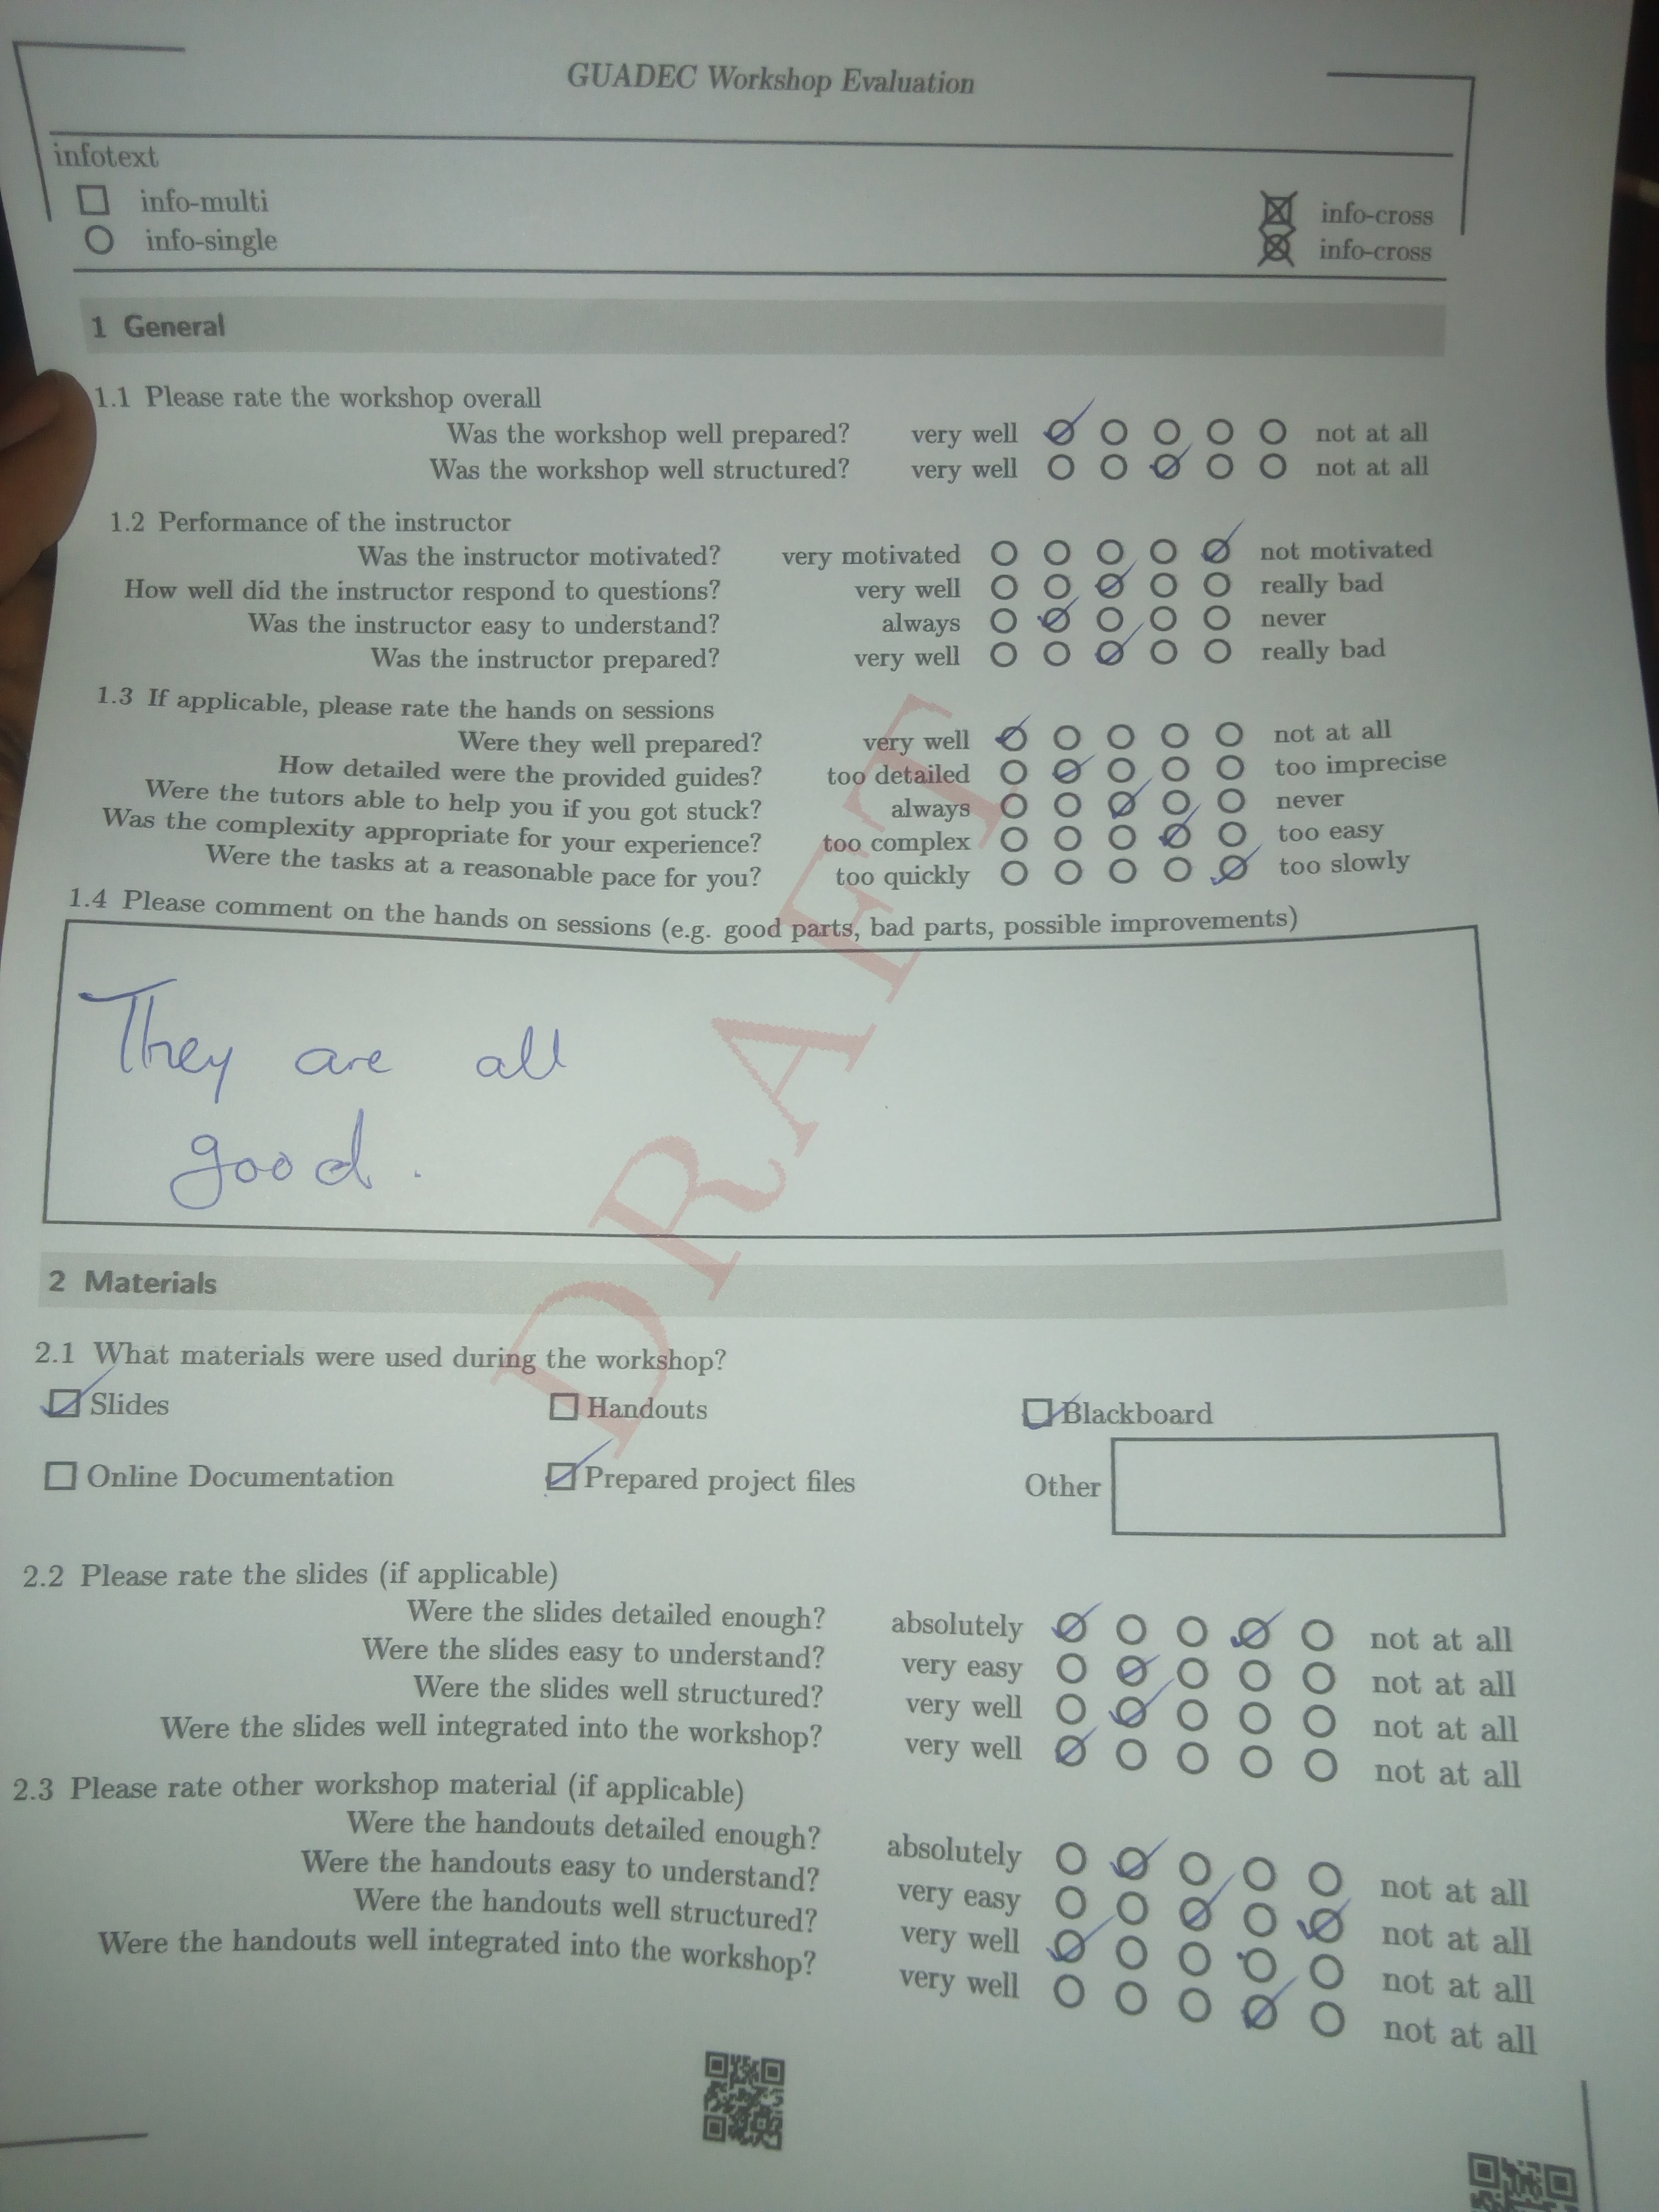 GUADEC Workshop Evaluation
infotext
info-multi info-cross
info-single info-cross
1 General
1.1 Please rate the workshop overall
Was the workshop well prepared? very well not at all
Was the workshop well structured? very well not at all
1.2 Performance of the instructor
Was the instructor motivated? very motivated not motivated
How well did the instructor respond to questions? very well really bad
Was the instructor easy to understand? always never
Was the instructor prepared? very well really bad
1.3 If applicable, please rate the hands on sessions
Were they well prepared? very well not at all
How detailed were the provided guides? too detailed too imprecise
Were the tutors able to help you if you got stuck? always never
Was the complexity appropriate for your experience? too complex too easy
Were the tasks at a reasonable pace for you? too quickly too slowly
1.4 Please comment on the hands on sessions (e.g. good parts, bad parts, possible improvements)
They are all
good.
DRAFT
2 Materials
2.1 What materials were used during the workshop?
Slides Handouts Blackboard
Online Documentation Prepared project files Other
2.2 Please rate the slides (if applicable)
Were the slides detailed enough? absolutely not at all
Were the slides easy to understand? very easy not at all
Were the slides well structured? very well not at all
Were the slides well integrated into the workshop? very well not at all
2.3 Please rate other workshop material (if applicable)
Were the handouts detailed enough? absolutely not at all
Were the handouts easy to understand? very easy not at all
Were the handouts well structured? very well not at all
Were the handouts well integrated into the workshop? very well not at all